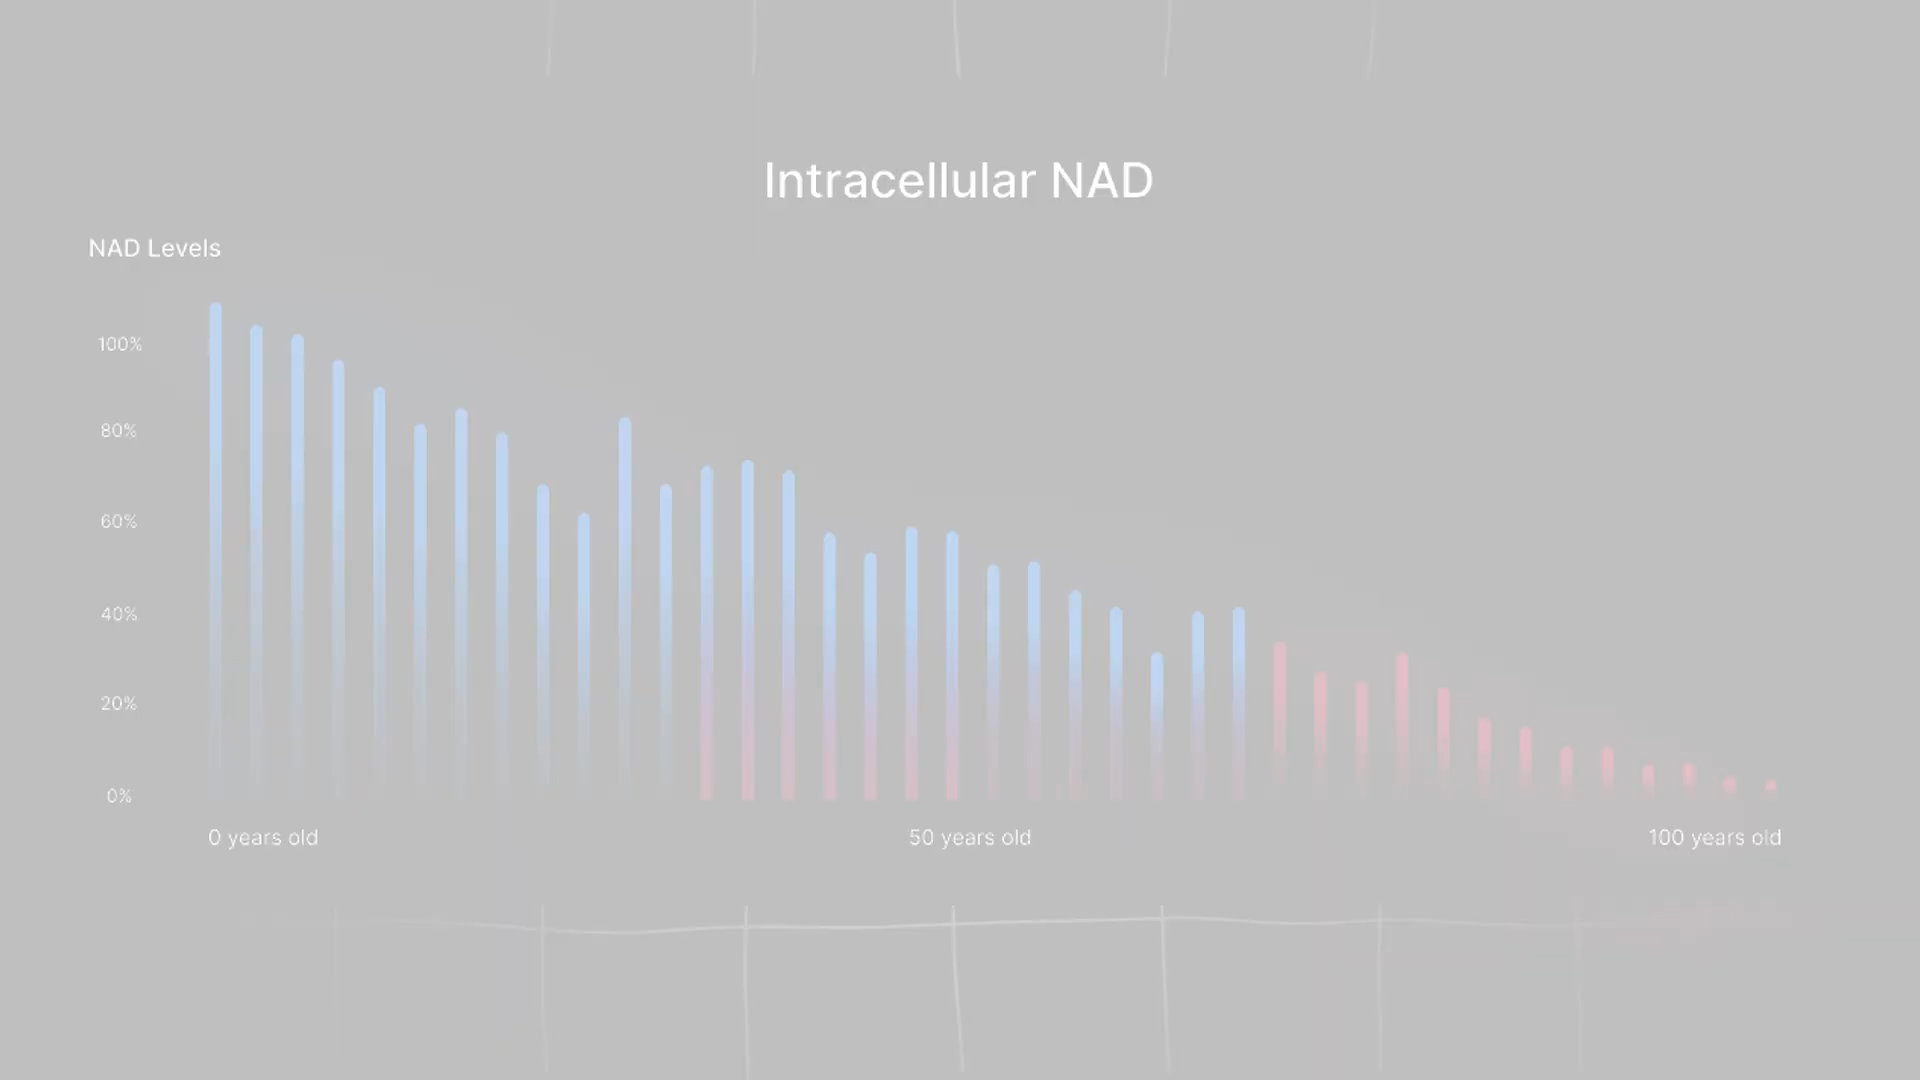 Intracellular NAD
NAD Levels
100%
80%
60%
40%
20%
0%
0 years old
50 years old
100 years old